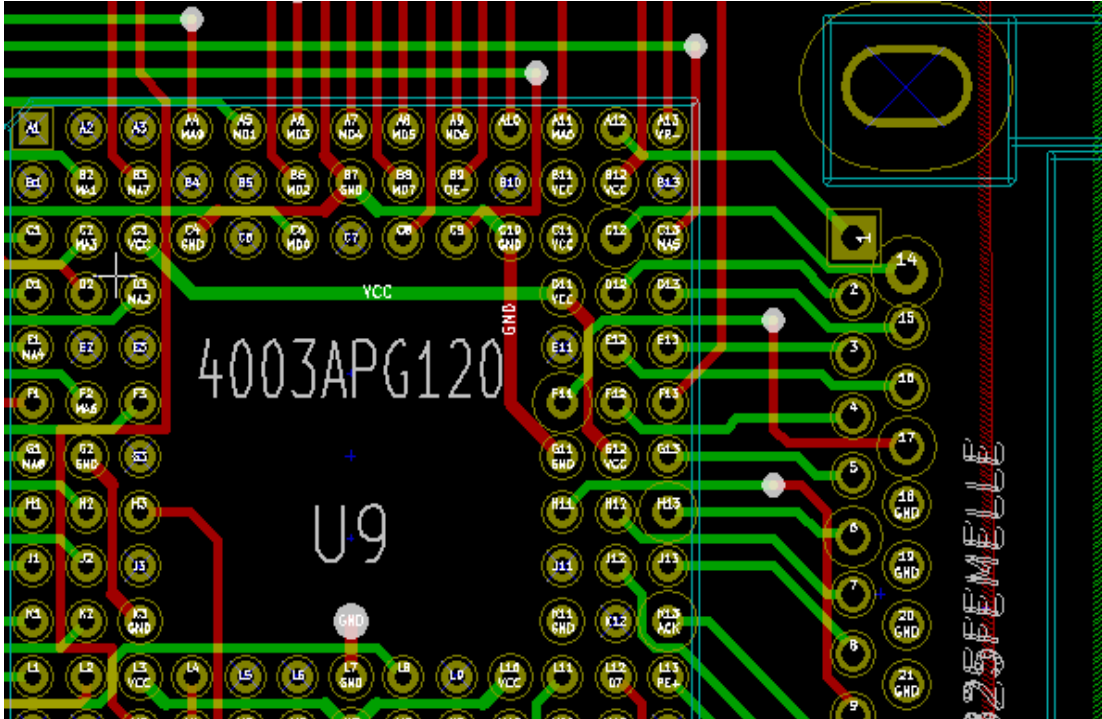 A1 A2 A3 A4 A5 A6 A7 A8 A9 A10 A11 A12 A13
MD1 MD3 MD4 MD5 MD6 VR-
B1 B2 B3 B4 B5 B6 B7 B8 B9 B10 B11 B12 B13
MA1 MA7 MD2 GND MD7 OE- VCC VCC
C1 C2 C3 C4 C6 C7 C8 C9 C10 C11 C12 C13
MA3 VCC GND MD0 GND VCC MA5
14
D1 D2 D3 D11 D12 D13
MA2 VCC VCC
2
GND
15
E1 E2 E3 E11 E12 E13
MA4
3
4003APG120
16
F1 F2 F3 F11 F12 F13
MA6
4
17
G1 G2 G3 G11 G12 G13
GND GND VCC
5
H1 H2 H3 H11 H12 H13
18
GND
U9
6
J1 J2 J3 J11 J12 J13
19
GND
7
K1 K2 K3 GND K12 K13
GND GND ACK
20
GND
8
L1 L2 L3 L4 L5 L6 L7 L8 L9 L10 L11 L12 L13
VCC GND VCC D7 PE+
21
GND
9
1
25FEMELLE